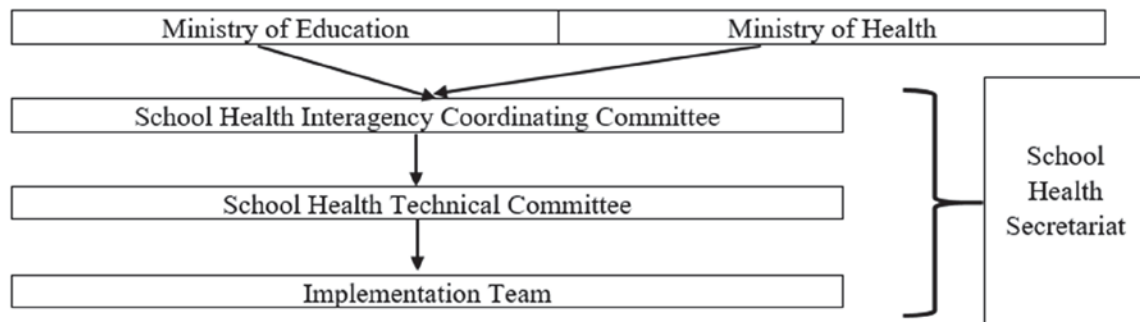 Ministry of Education
Ministry of Health
School Health Interagency Coordinating Committee
School Health Technical Committee
Implementation Team
School
Health
Secretariat